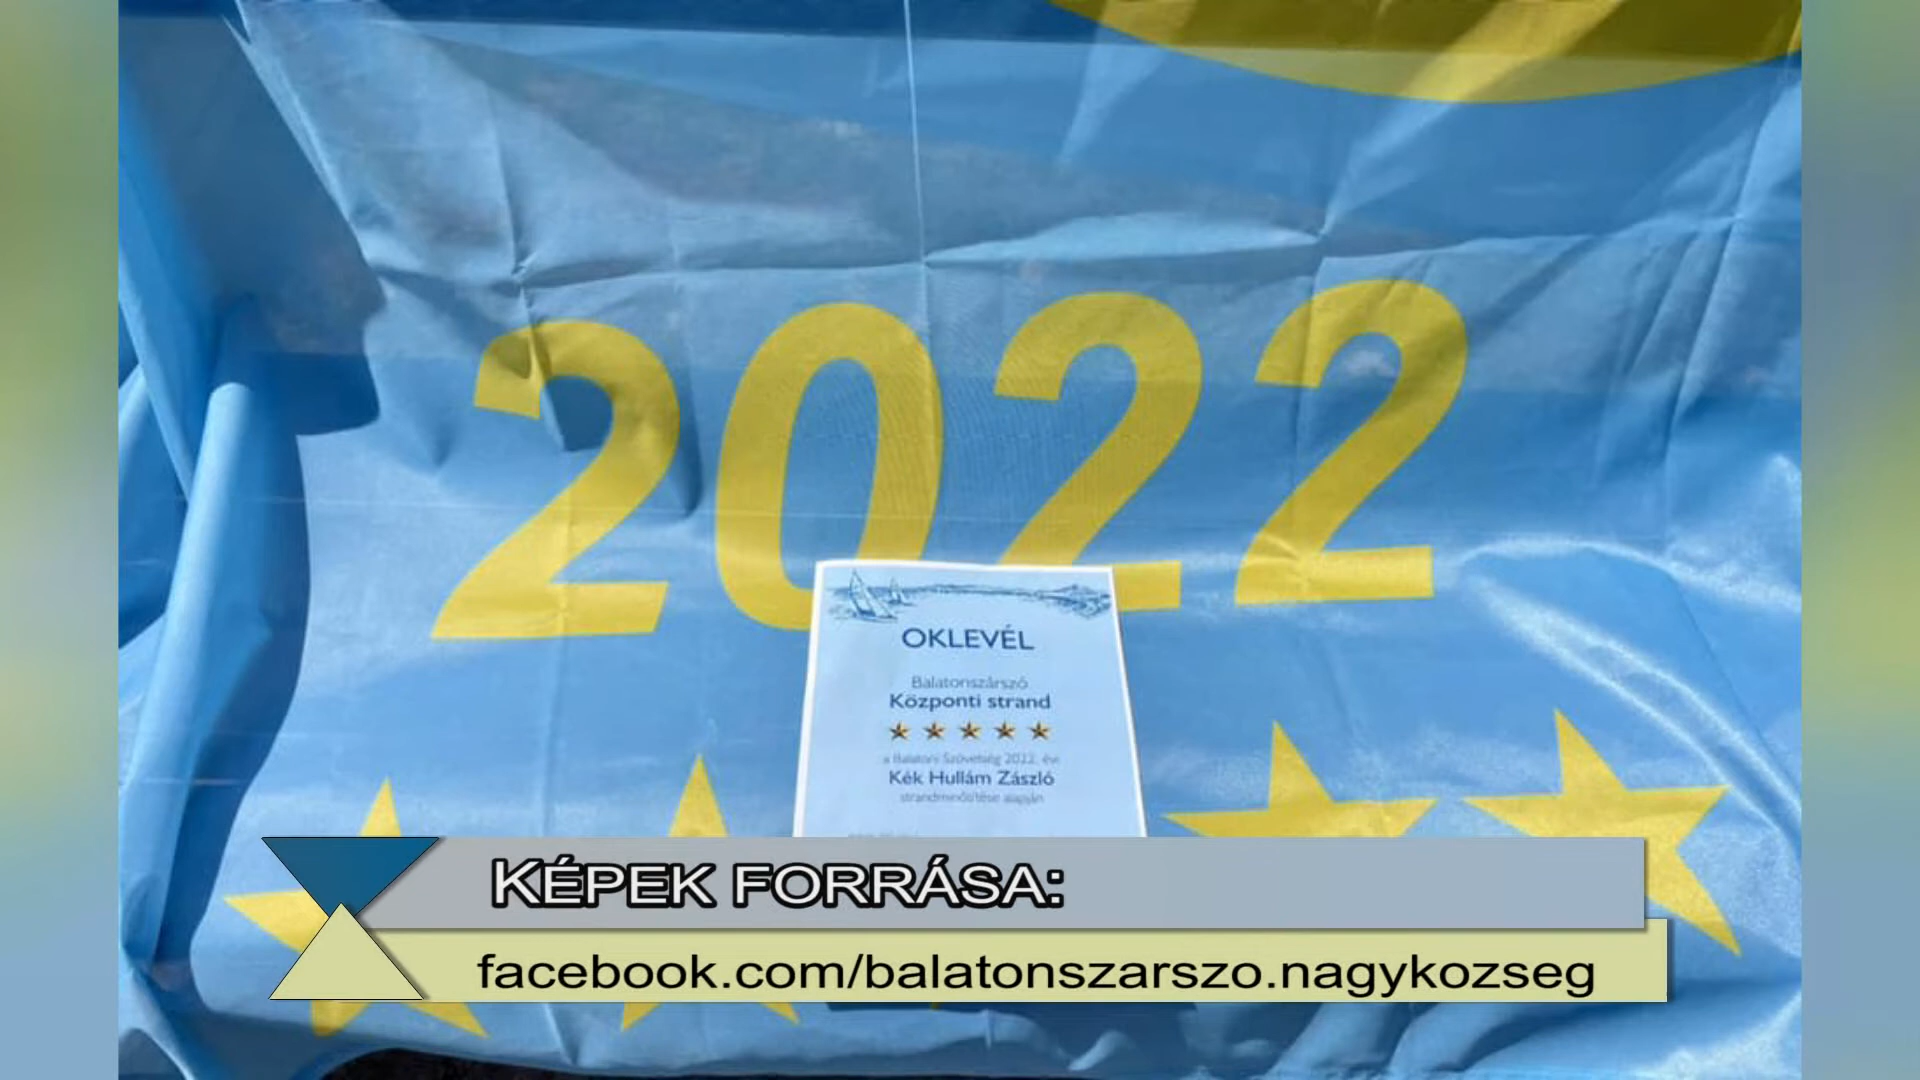 2022
OKLEVÉL
Balatonszárszó
Központi strand
a Balatoni Szövetség 2022. évi
Kék Hullám Zászló
strandminősítése alapján
KÉPEK FORRÁSA:
facebook.com/balatonszarszo.nagykozseg